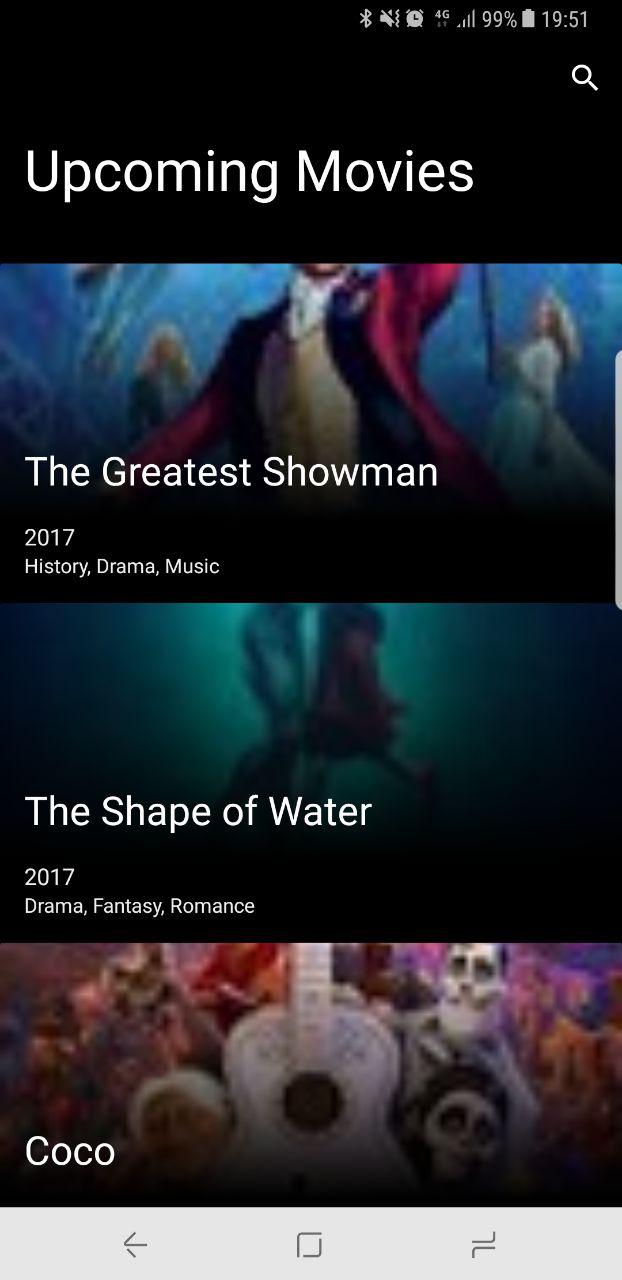 4G 99% 19:51
Upcoming Movies
The Greatest Showman
2017
History, Drama, Music
The Shape of Water
2017
Drama, Fantasy, Romance
Coco